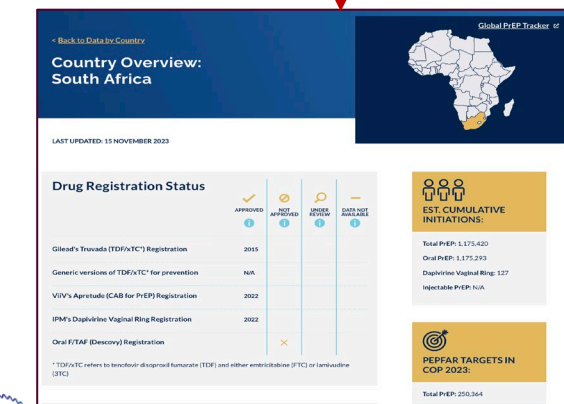 Global PrEP Tracker
< Back to Data by Country
Country Overview:
South Africa
LAST UPDATED: 15 NOVEMBER 2023
Drug Registration Status
APPROVED
NOT
APPROVED
UNDER
REVIEW
DATA NOT
AVAILABLE
Gilead's Truvada (TDF/xTC*) Registration 2015
Generic versions of TDF/xTC* for prevention N/A
ViiV's Apretude (CAB for PrEP) Registration 2022
IPM's Dapivirine Vaginal Ring Registration 2022
Oral F/TAF (Descovy) Registration
* TDF/xTC refers to tenofovir disoproxil fumarate (TDF) and either emtricitabine (FTC) or lamivudine
(3TC)
EST. CUMULATIVE
INITIATIONS:
Total PrEP: 1,175,420
Oral PrEP: 1,175,293
Dapivirine Vaginal Ring: 127
Injectable PrEP: N/A
PEPFAR TARGETS IN
COP 2023:
Total PrEP: 250,364